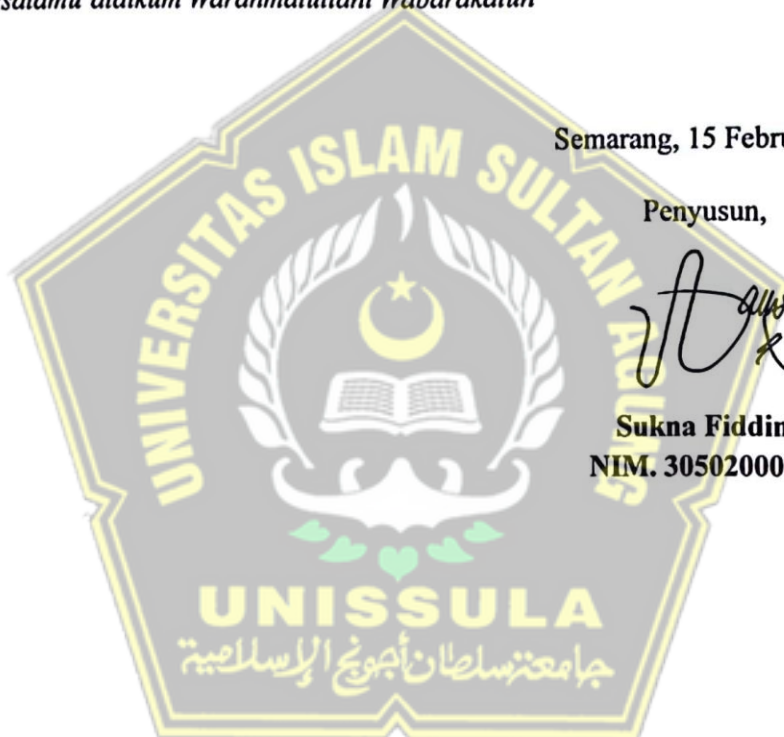 salamu alaikum Warahmatullahi Wabarakatuh
Semarang, 15 Febru
Penyusun,
Sukna Fiddin
NIM. 30502000
UNIVERSITAS ISLAM SULTAN AGUNG
UNISSULA
جامعة سلطان أجونج الإسلامية